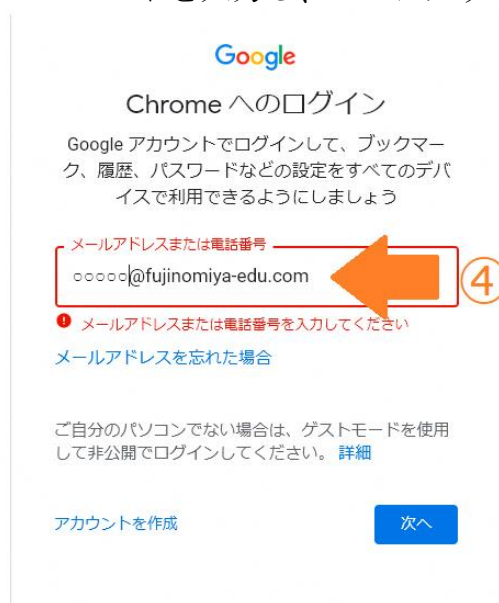 Google
Chrome へのログイン
Google アカウントでログインして、ブックマー
ク、履歴、パスワードなどの設定をすべてのデバ
イスで利用できるようにしましょう
メールアドレスまたは電話番号
○○○○○@fujinomiya-edu.com
④
メールアドレスまたは電話番号を入力してください
メールアドレスを忘れた場合
ご自分のパソコンでない場合は、ゲストモードを使用
して非公開でログインしてください。 詳細
アカウントを作成
次へ